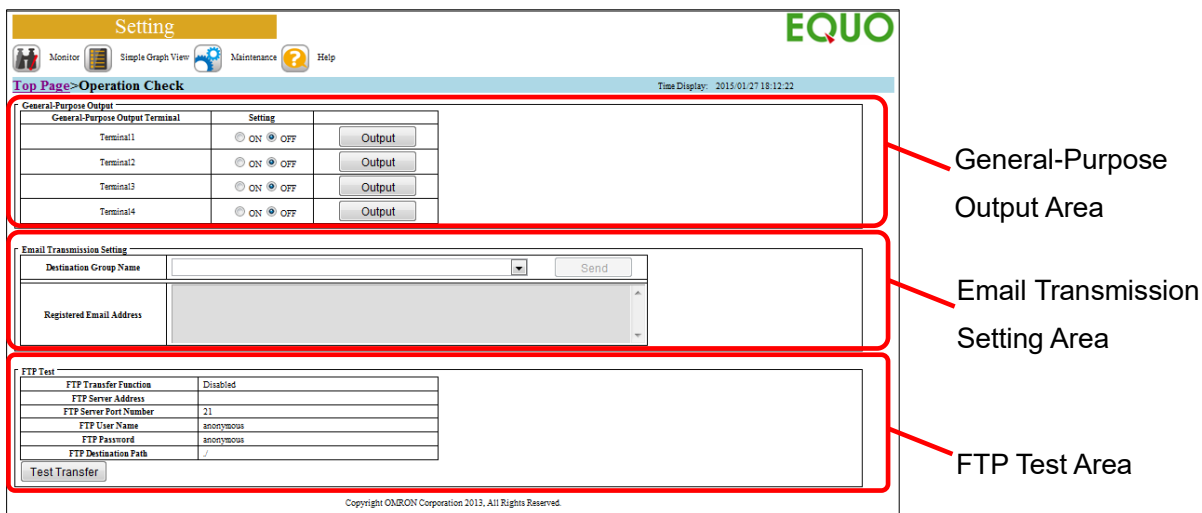 Setting
EQUO
Monitor Simple Graph View Maintenance Help
Top Page>Operation Check Time Display: 2015/01/27 18:12:22
General-Purpose Output
General-Purpose Output Terminal Setting
Terminal1 ON OFF Output
Terminal2 ON OFF Output
Terminal3 ON OFF Output
Terminal4 ON OFF Output
General-Purpose
Output Area
Email Transmission Setting
Destination Group Name Send
Registered Email Address
Email Transmission
Setting Area
FTP Test
FTP Transfer Function Disabled
FTP Server Address
FTP Server Port Number 21
FTP User Name anonymous
FTP Password anonymous
FTP Destination Path ./
Test Transfer
FTP Test Area
Copyright OMRON Corporation 2013, All Rights Reserved.